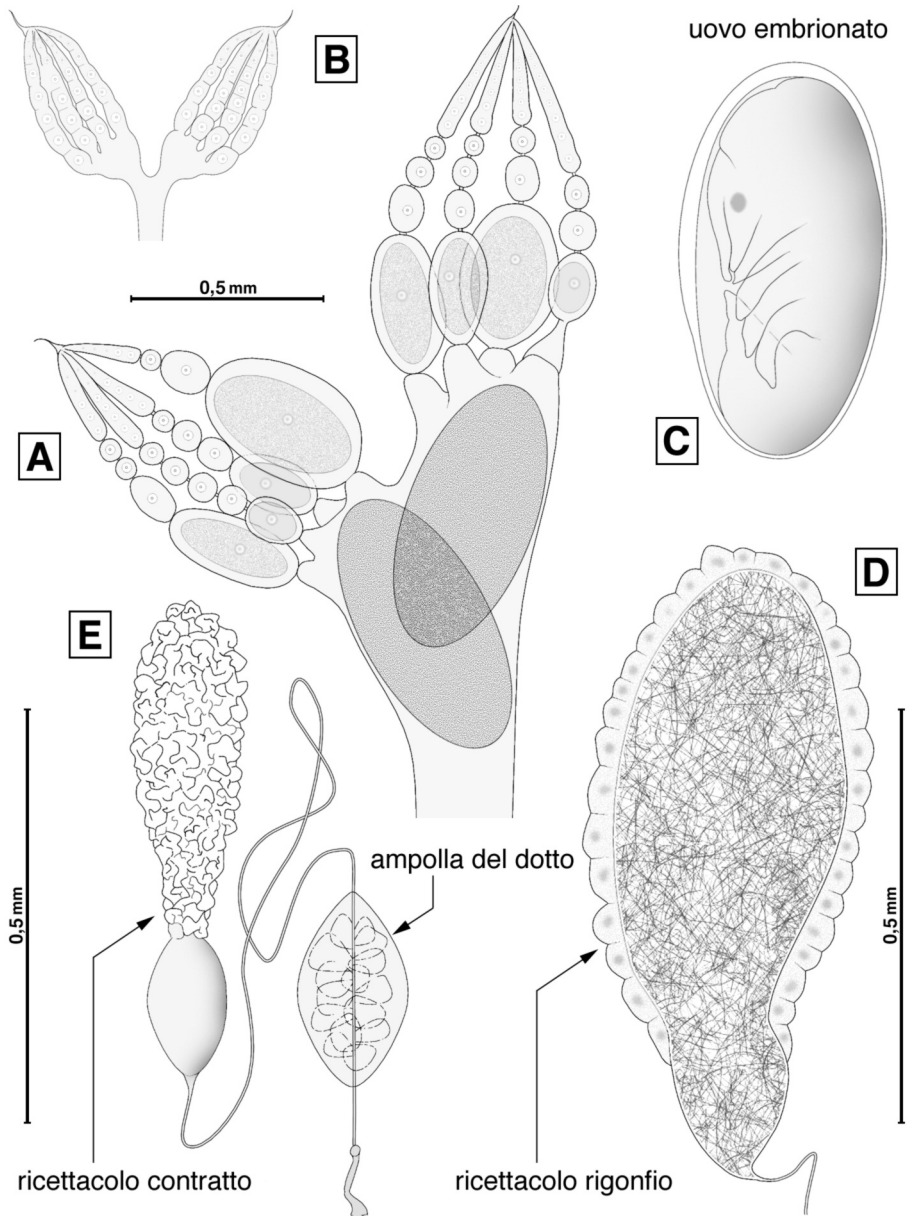 uovo embrionato
B
0,5 mm
A
C
D
E
0,5 mm
ampolla del dotto
0,5 mm
ricettacolo contratto
ricettacolo rigonfio